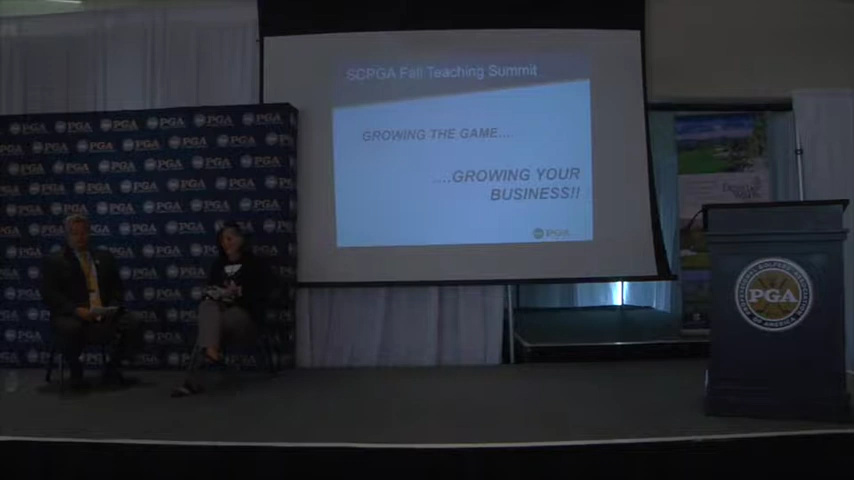 SCPGA Fall Teaching Summit
GROWING THE GAME....
....GROWING YOUR
BUSINESS!!
PGA
PGA